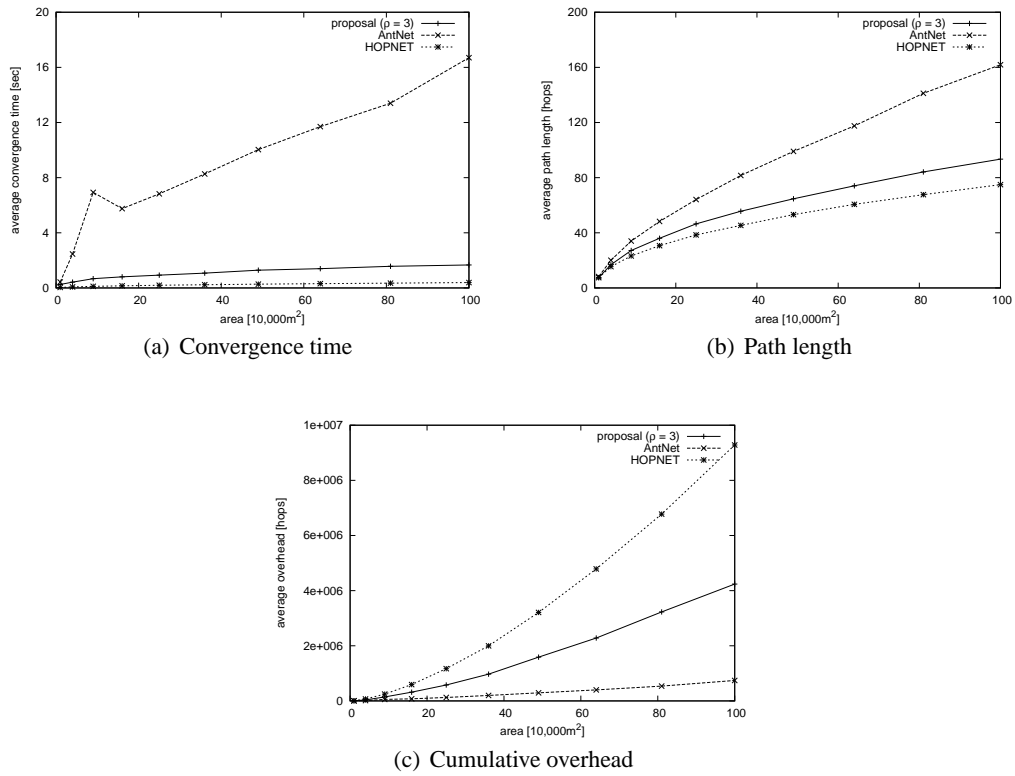 20
16
12
8
4
0
average convergence time [sec]
proposal (ρ = 3)
AntNet
HOPNET
0 20 40 60 80 100
area [10,000m²]
(a) Convergence time
200
160
120
80
40
0
average path length [hops]
proposal (ρ = 3)
AntNet
HOPNET
0 20 40 60 80 100
area [10,000m²]
(b) Path length
1e+007
8e+006
6e+006
4e+006
2e+006
0
average overhead [hops]
proposal (ρ = 3)
AntNet
HOPNET
0 20 40 60 80 100
area [10,000m²]
(c) Cumulative overhead